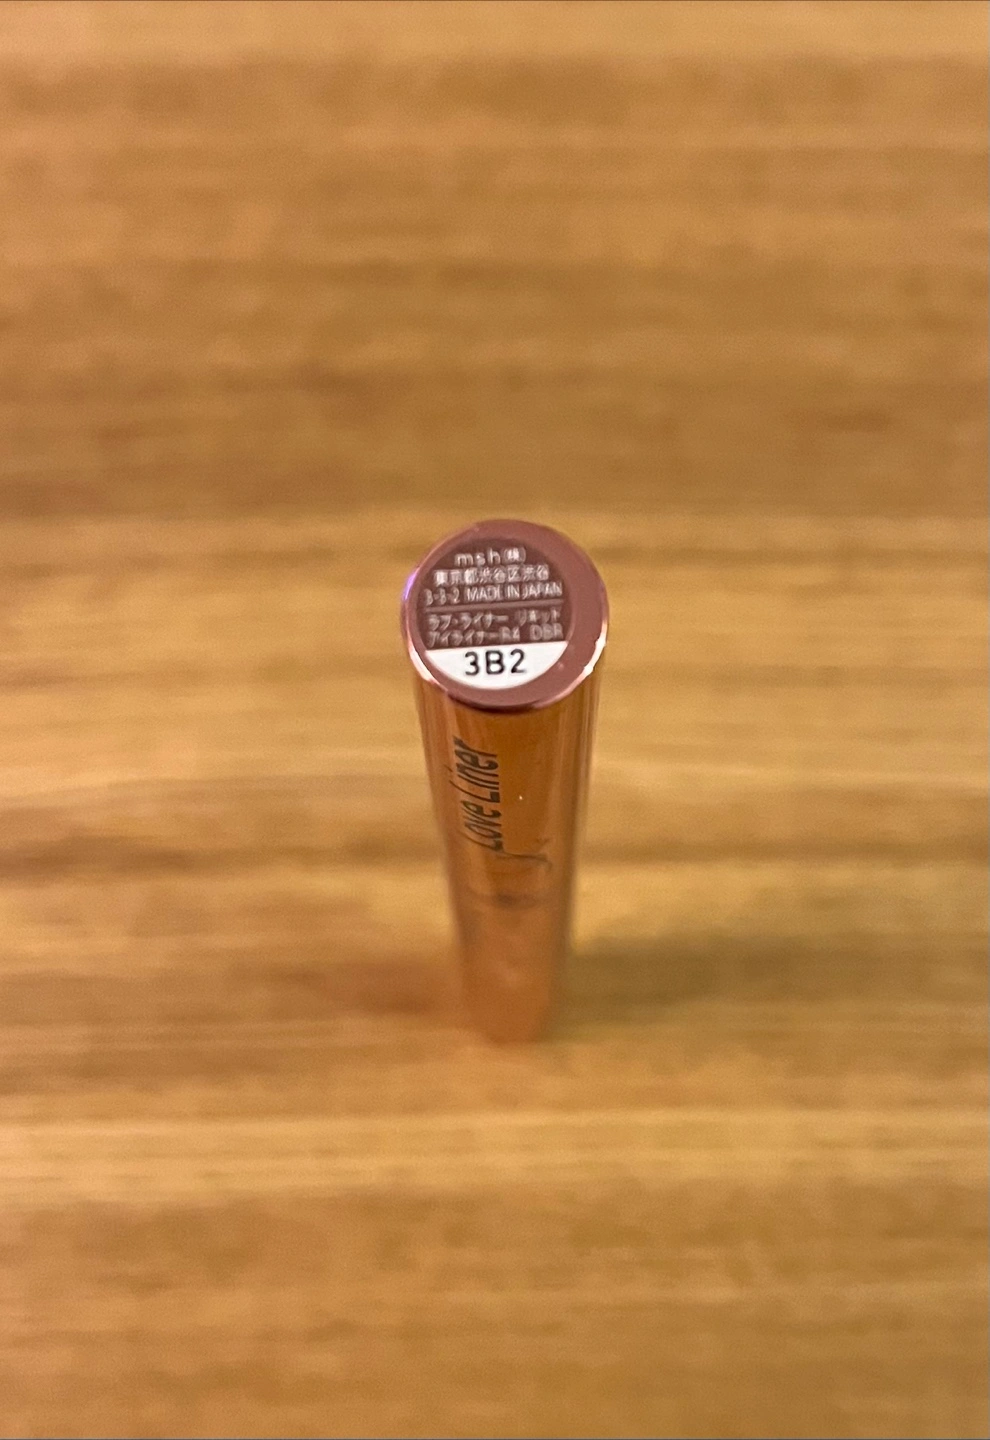 msh㈱
東京都渋谷区渋谷
3-3-2 MADE IN JAPAN
ラブ・ライナー リキッド
アイライナーR4 DBR
3B2
Love Liner